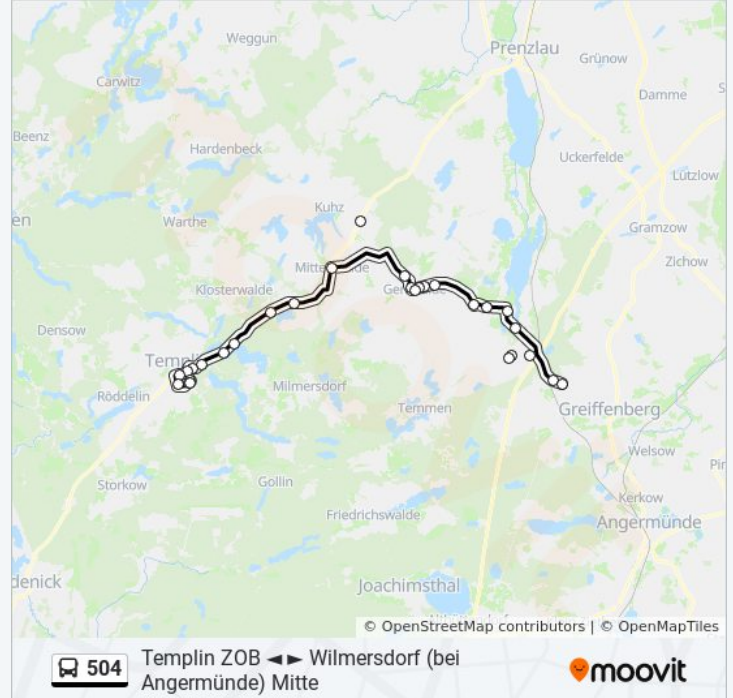 Weggun
Prenzlau
Grünow
Carwitz
Damme
Beenz
Hardenbeck
Uckerfelde
Lützlow
en
Warthe
Kuhz
Gramzow
Zichow
Klosterwalde
Densow
Templin
Röddelin
Milmersdorf
Temmen
Greiffenberg
Welsow
Storkow
Gollin
Kerkow
Friedrichswalde
Angermünde
denick
Joachimsthal
© OpenStreetMap contributors | © OpenMapTiles
504
Templin ZOB ◄► Wilmersdorf (bei
Angermünde) Mitte
moovit